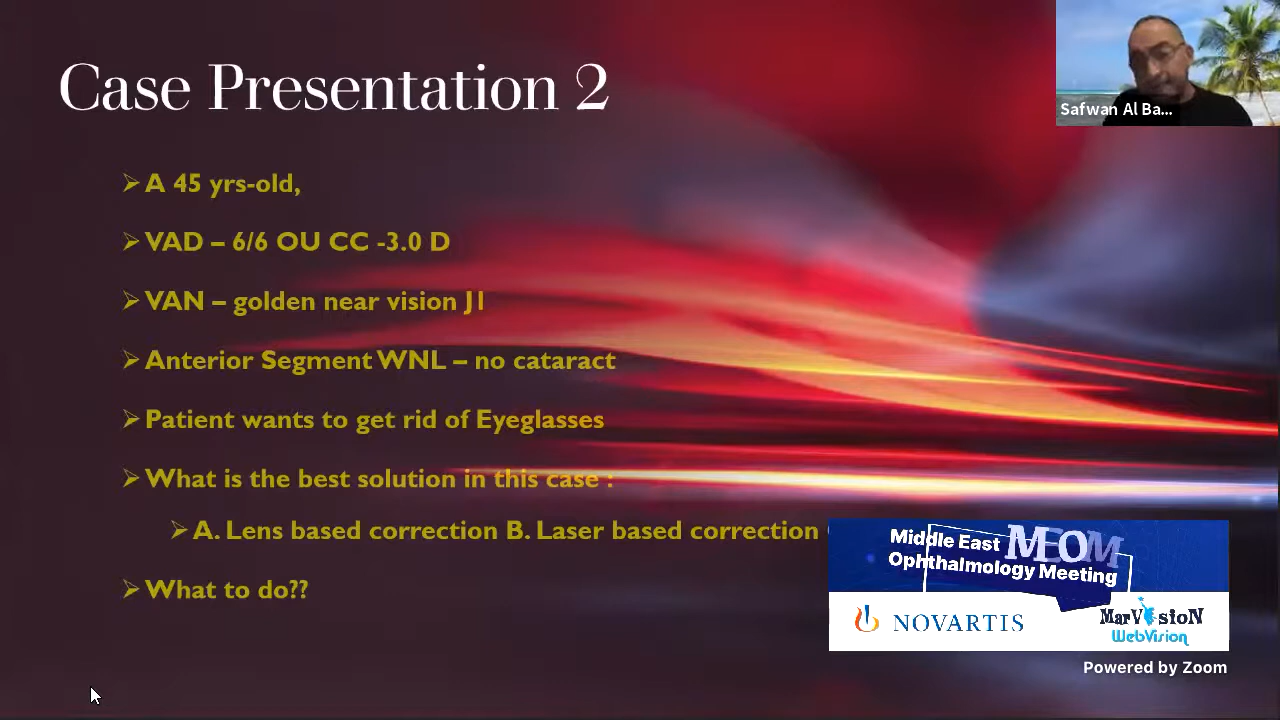 Case Presentation 2
Safwan Al Ba...
A 45 yrs-old,
VAD – 6/6 OU CC -3.0 D
VAN – golden near vision J1
Anterior Segment WNL – no cataract
Patient wants to get rid of Eyeglasses
What is the best solution in this case :
A. Lens based correction B. Laser based correction
What to do??
Middle East MEOM
Ophthalmology Meeting
NOVARTIS
MarVisioN
WebVision
Powered by Zoom